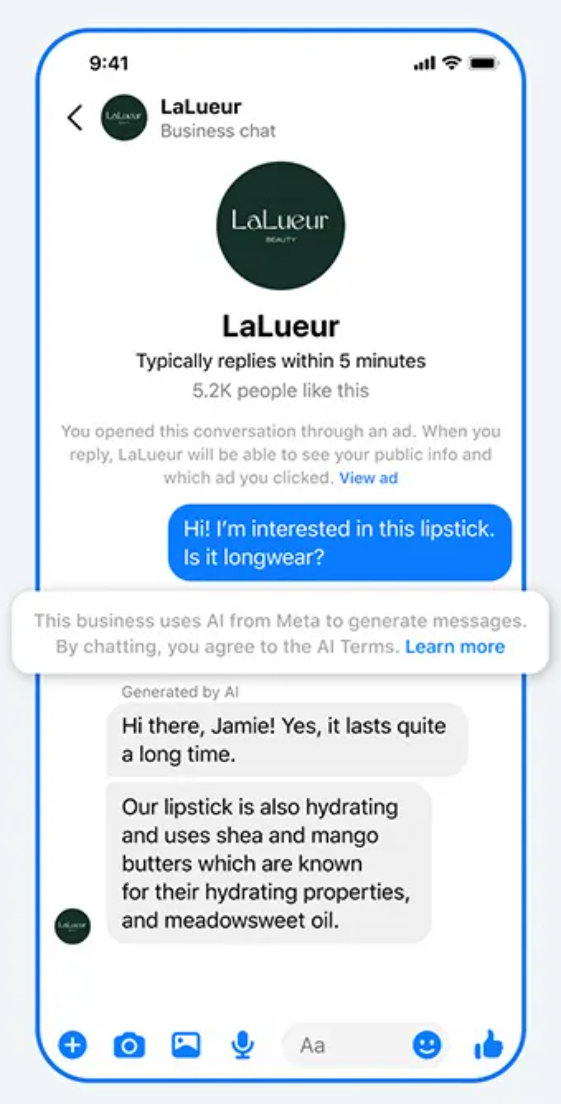 9:41
LaLueur
LaLueur
Business chat
LaLueur
BEAUTY
LaLueur
Typically replies within 5 minutes
5.2K people like this
You opened this conversation through an ad. When you
reply, LaLueur will be able to see your public info and
which ad you clicked. View ad
Hi! I’m interested in this lipstick.
Is it longwear?
This business uses AI from Meta to generate messages.
By chatting, you agree to the AI Terms. Learn more
Generated by AI
Hi there, Jamie! Yes, it lasts quite
a long time.
Our lipstick is also hydrating
and uses shea and mango
butters which are known
for their hydrating properties,
and meadowsweet oil.
LaLueur
Aa